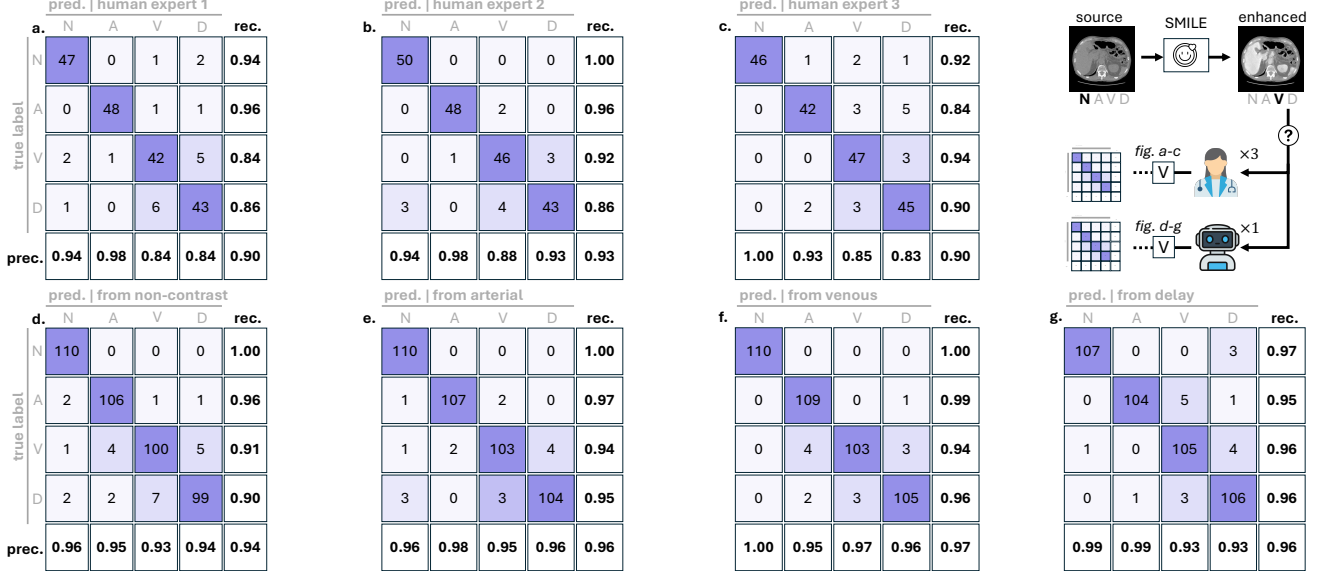 pred. | human expert 1
a. N A V D rec.
N 47 0 1 2 0.94
A 0 48 1 1 0.96
V 2 1 42 5 0.84
D 1 0 6 43 0.86
prec. 0.94 0.98 0.84 0.84 0.90
true label
pred. | human expert 2
b. N A V D rec.
50 0 0 0 1.00
0 48 2 0 0.96
0 1 46 3 0.92
3 0 4 43 0.86
0.94 0.98 0.88 0.93 0.93
pred. | human expert 3
c. N A V D rec.
46 1 2 1 0.92
0 42 3 5 0.84
0 0 47 3 0.94
0 2 3 45 0.90
1.00 0.93 0.85 0.83 0.90
source SMILE enhanced
N A V D N A V D
?
fig. a-c ×3
V
fig. d-g ×1
V
pred. | from non-contrast
d. N A V D rec.
N 110 0 0 0 1.00
A 2 106 1 1 0.96
V 1 4 100 5 0.91
D 2 2 7 99 0.90
prec. 0.96 0.95 0.93 0.94 0.94
true label
pred. | from arterial
e. N A V D rec.
110 0 0 0 1.00
1 107 2 0 0.97
1 2 103 4 0.94
3 0 3 104 0.95
0.96 0.98 0.95 0.96 0.96
pred. | from venous
f. N A V D rec.
110 0 0 0 1.00
0 109 0 1 0.99
0 4 103 3 0.94
0 2 3 105 0.96
1.00 0.95 0.97 0.96 0.97
pred. | from delay
g. N A V D rec.
107 0 0 3 0.97
0 104 5 1 0.95
1 0 105 4 0.96
0 1 3 106 0.96
0.99 0.99 0.93 0.93 0.96